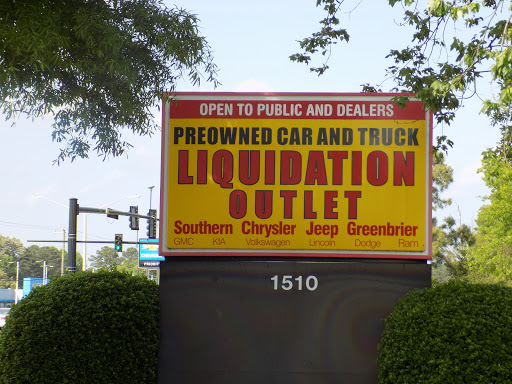 OPEN TO PUBLIC AND DEALERS
PREOWNED CAR AND TRUCK
LIQUIDATION
OUTLET
Southern Chrysler Jeep Greenbrier
GMC KIA Volkswagen Lincoln Dodge Ram
1510